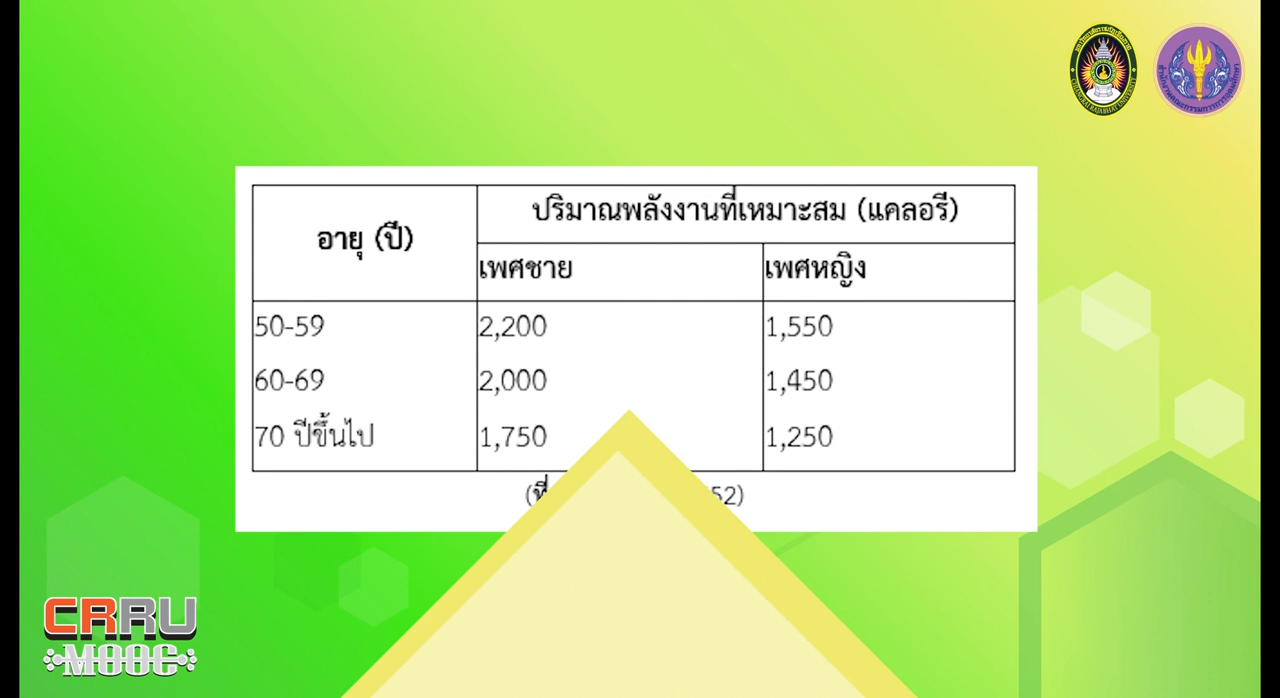 อายุ (ปี)
ปริมาณพลังงานที่เหมาะสม (แคลอรี)
เพศชาย
เพศหญิง
50-59
2,200
1,550
60-69
2,000
1,450
70 ปีขึ้นไป
1,750
1,250
(ที่ 52)
CRRU
MOOC